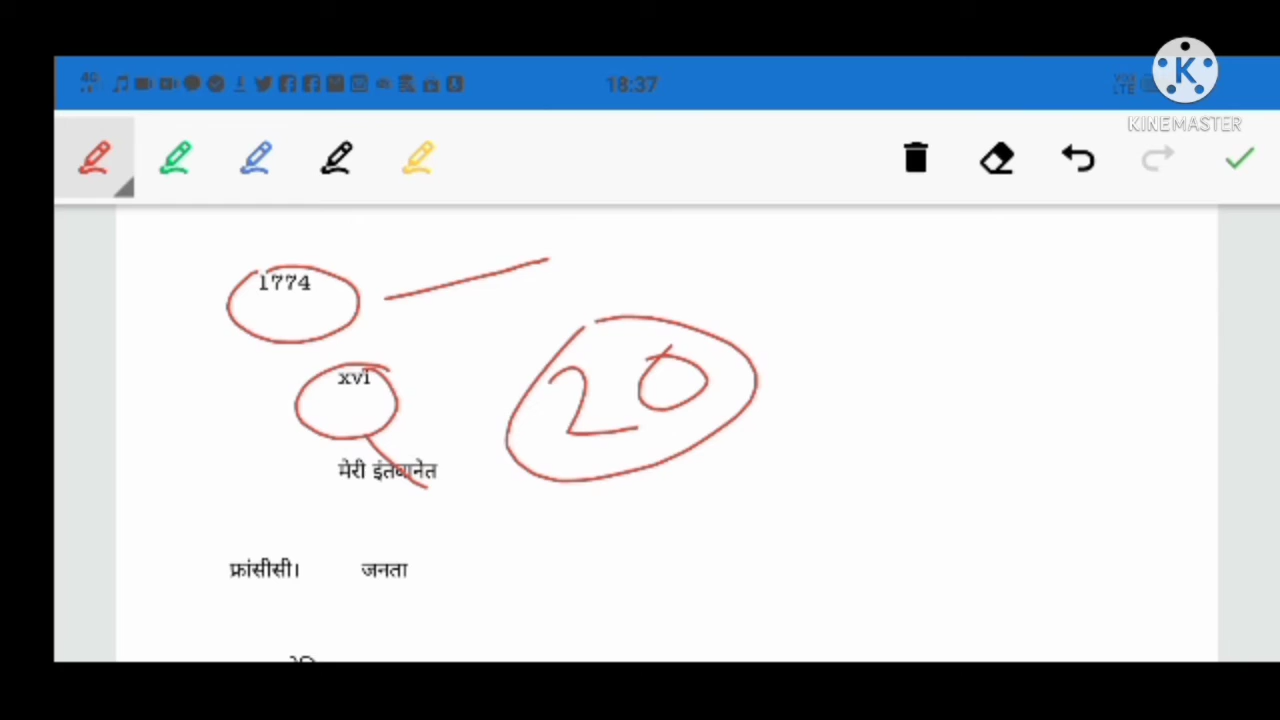 18:37
KINEMASTER
1774
20
xvi
मेरी इंतवानेत
फ्रांसीसी। जनता